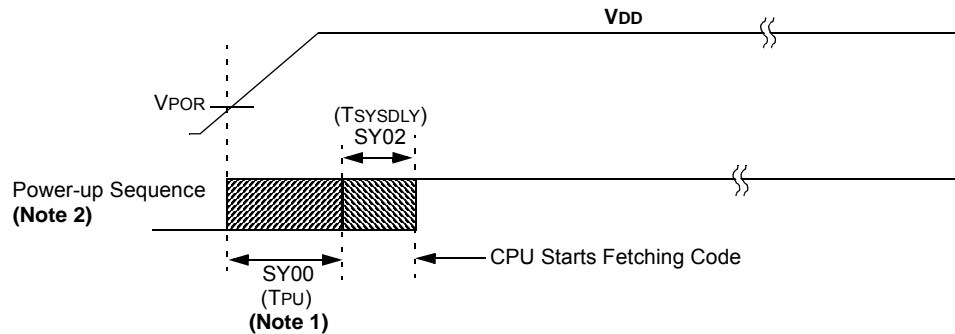 VDD
VPOR
(TSYSDLY)
SY02
Power-up Sequence
(Note 2)
CPU Starts Fetching Code
SY00
(TPU)
(Note 1)